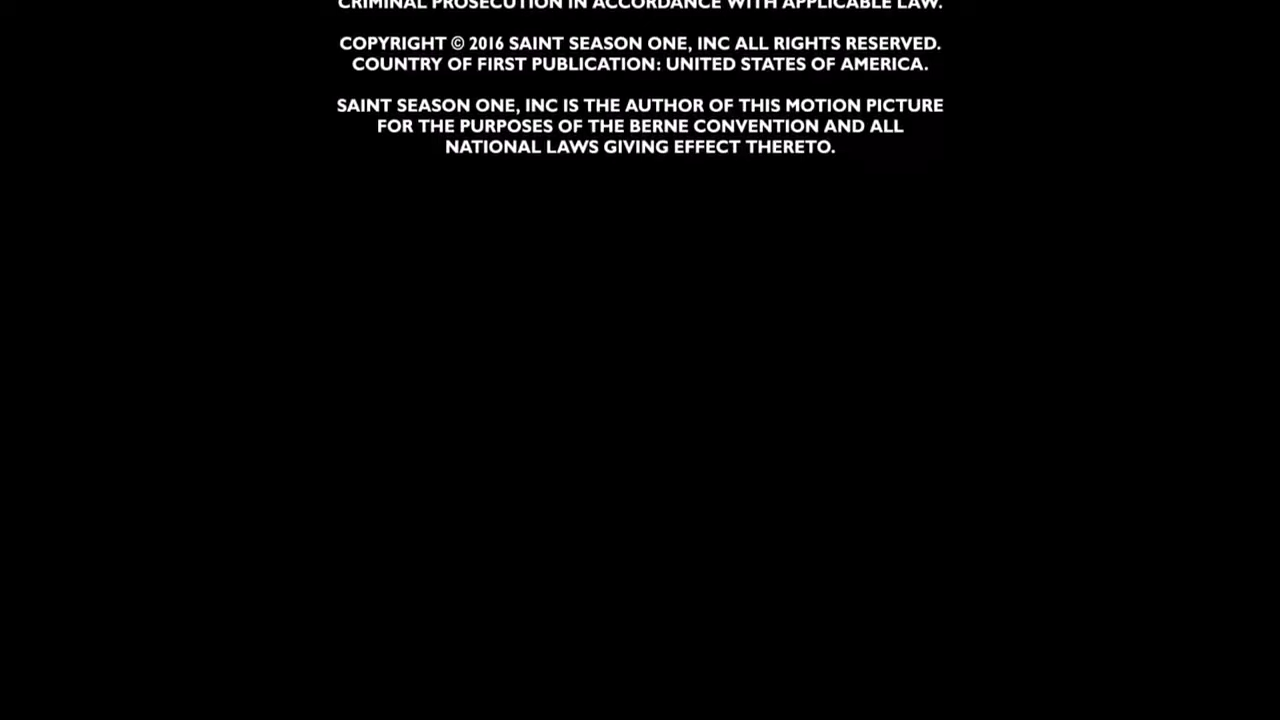 CRIMINAL PROSECUTION IN ACCORDANCE WITH APPLICABLE LAW.
COPYRIGHT © 2016 SAINT SEASON ONE, INC ALL RIGHTS RESERVED.
COUNTRY OF FIRST PUBLICATION: UNITED STATES OF AMERICA.
SAINT SEASON ONE, INC IS THE AUTHOR OF THIS MOTION PICTURE
FOR THE PURPOSES OF THE BERNE CONVENTION AND ALL
NATIONAL LAWS GIVING EFFECT THERETO.